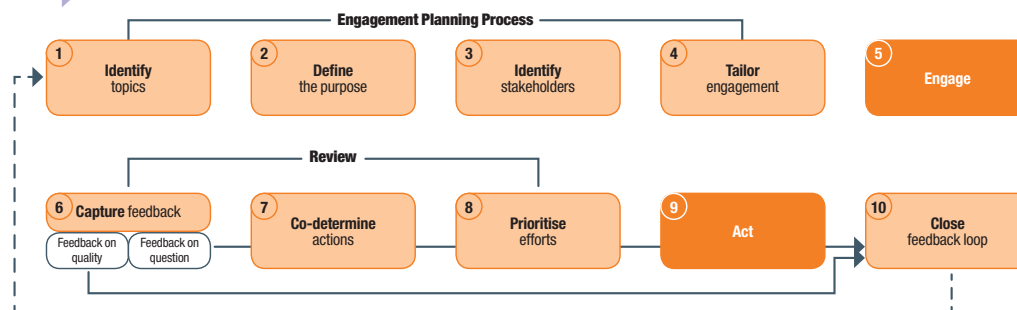 Engagement Planning Process
1
Identify
topics
2
Define
the purpose
3
Identify
stakeholders
4
Tailor
engagement
5
Engage
Review
6
Capture feedback
Feedback on
quality
Feedback on
question
7
Co-determine
actions
8
Prioritise
efforts
9
Act
10
Close
feedback loop